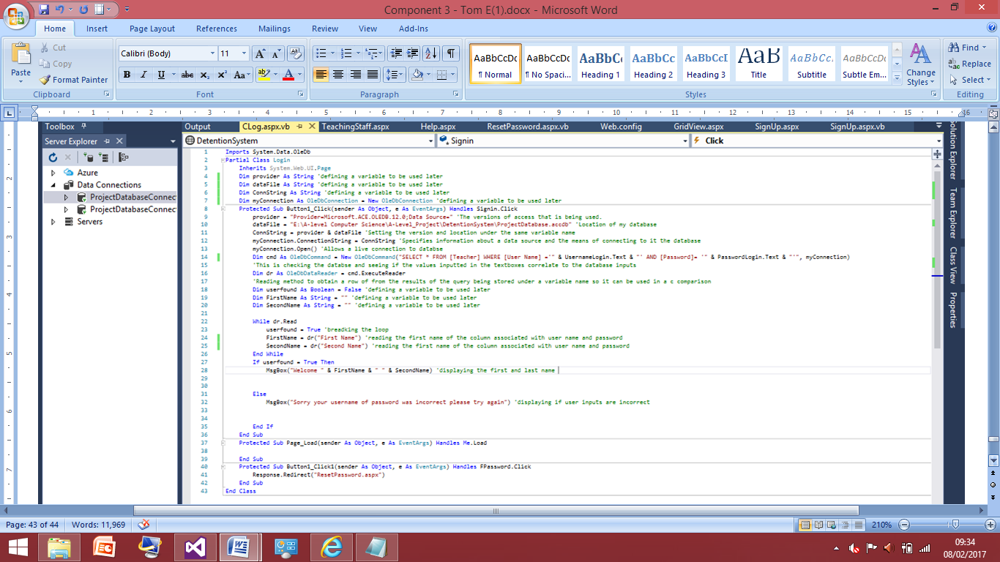 Component 3 - Tom E(1).docx - Microsoft Word
Home Insert Page Layout References Mailings Review View Add-Ins
Paste
Cut
Copy
Format Painter
Clipboard
Calibri (Body) 11
Font
Paragraph
AaBbCcDc AaBbCcDc AaBbCc AaBbCc AaBbCcI AaB AaBbCc. AaBbCcDc
¶ Normal ¶ No Spaci... Heading 1 Heading 2 Heading 3 Title Subtitle Subtle Em...
Change Styles
Styles
Find
Replace
Select
Editing
1 2 3 4 5 6 7 8 9 10 11 12 13 14 15 16
Toolbox Output CLog.aspx.vb TeachingStaff.aspx Help.aspx ResetPassword.aspx.vb Web.config GridView.aspx SignUp.aspx SignUp.aspx.vb
Server Explorer DetentionSystem Signin Click
Azure
Data Connections
ProjectDatabaseConnec
ProjectDatabaseConnec
Servers
olution Explorer
Team Explorer
Class View
Properties
1 Imports System.Data.OleDb
2 Partial Class Login
3 Inherits System.Web.UI.Page
4 Dim provider As String 'defining a variable to be used later
5 Dim dataFile As String 'defining a variable to be used later
6 Dim ConnString As String 'defining a variable to be used later
7 Dim myConnection As OleDbConnection = New OleDbConnection 'defining a variable to be used later
8 Protected Sub Button1_Click(sender As Object, e As EventArgs) Handles Signin.Click
9 provider = "Provider=Microsoft.ACE.OLEDB.12.0;Data Source=" 'The versions of access that is being used.
10 dataFile = "E:\A-level Computer Science\A-Level_Project\DetentionSystem\ProjectDatabase.accdb" 'Location of my database
11 ConnString = provider & dataFile 'Setting the version and location under the same variable name
12 myConnection.ConnectionString = ConnString 'Specifies information about a data source and the means of connecting to it the database
13 myConnection.Open() 'Allows a live connection to databse
14 Dim cmd As OleDbCommand = New OleDbCommand("SELECT * FROM [Teacher] WHERE [User Name] ='" & UsernameLogin.Text & "' AND [Password]= '" & PasswordLogin.Text & "'", myConnection)
15 'This is checking the databse and seeing if the values inputted in the textboxes correlate to the database inputs
16 Dim dr As OleDbDataReader = cmd.ExecuteReader
17 'Reading method to obtain a row of from the results of the query being stored under a variable name so it can be used in a c comparison
18 Dim userfound As Boolean = False 'defining a variable to be used later
19 Dim FirstName As String = "" 'defining a variable to be used later
20 Dim SecondName As String = "" 'defining a variable to be used later
21
22 While dr.Read
23 userfound = True 'breadking the loop
24 FirstName = dr("First Name") 'reading the first name of the column associated with user name and password
25 SecondName = dr("Second Name") 'reading the first name of the column associated with user name and password
26 End While
27 If userfound = True Then
28 MsgBox("Welcome " & FirstName & " " & SecondName) 'displaying the first and last name
29
30
31 Else
32 MsgBox("Sorry your username of password was incorrect please try again") 'displaying if user inputs are incorrect
33
34
35 End If
36 End Sub
37 Protected Sub Page_Load(sender As Object, e As EventArgs) Handles Me.Load
38
39 End Sub
40 Protected Sub Button1_Click1(sender As Object, e As EventArgs) Handles FPassword.Click
41 Response.Redirect("ResetPassword.aspx")
42 End Sub
43 End Class
Page: 43 of 44 Words: 11,969 210%
09:34
08/02/2017